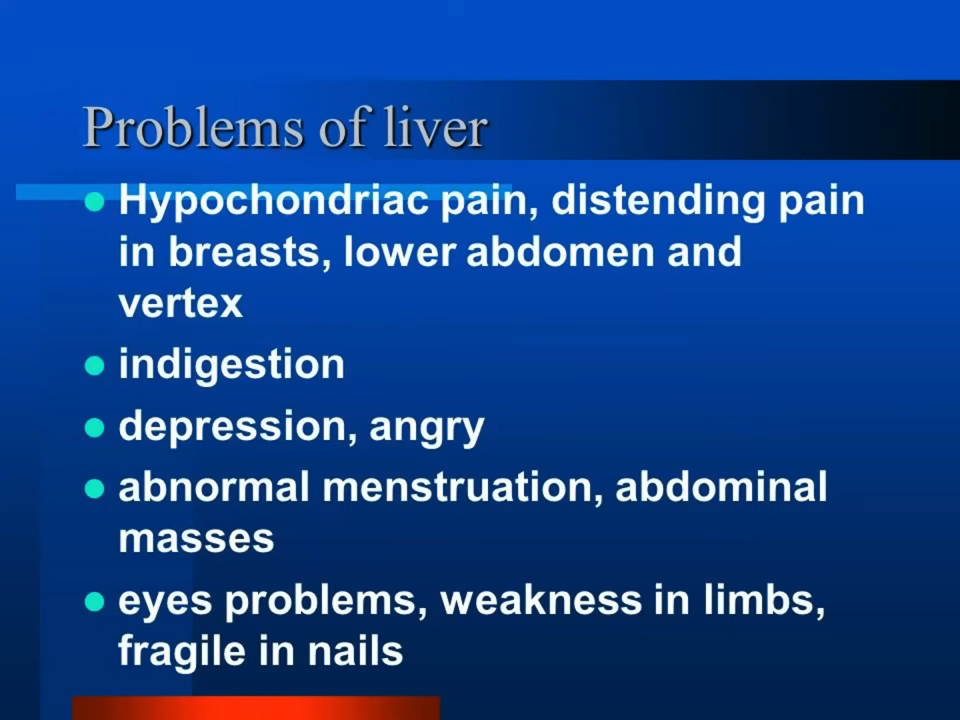 Problems of liver
Hypochondriac pain, distending pain
in breasts, lower abdomen and
vertex
indigestion
depression, angry
abnormal menstruation, abdominal
masses
eyes problems, weakness in limbs,
fragile in nails